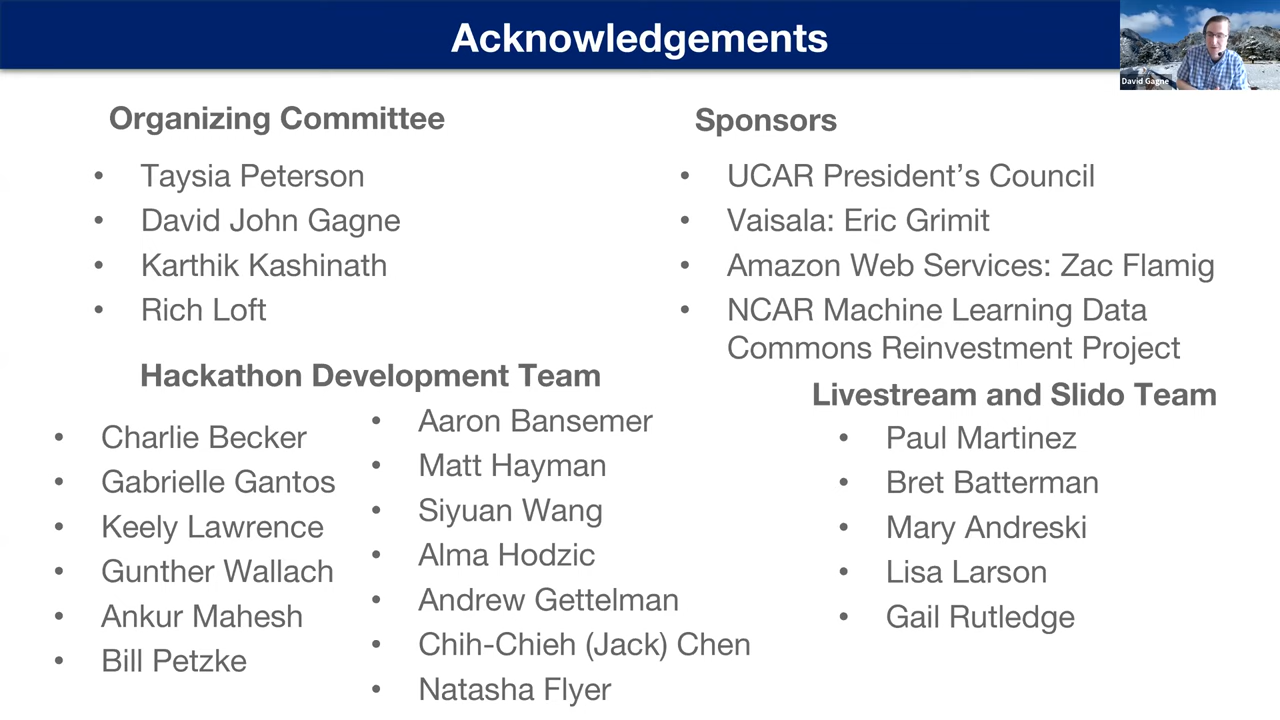 Acknowledgements
David Gagne
Organizing Committee
• Taysia Peterson
• David John Gagne
• Karthik Kashinath
• Rich Loft
Sponsors
• UCAR President’s Council
• Vaisala: Eric Grimit
• Amazon Web Services: Zac Flamig
• NCAR Machine Learning Data
Commons Reinvestment Project
Hackathon Development Team
• Charlie Becker
• Gabrielle Gantos
• Keely Lawrence
• Gunther Wallach
• Ankur Mahesh
• Bill Petzke
• Aaron Bansemer
• Matt Hayman
• Siyuan Wang
• Alma Hodzic
• Andrew Gettelman
• Chih-Chieh (Jack) Chen
• Natasha Flyer
Livestream and Slido Team
• Paul Martinez
• Bret Batterman
• Mary Andreski
• Lisa Larson
• Gail Rutledge